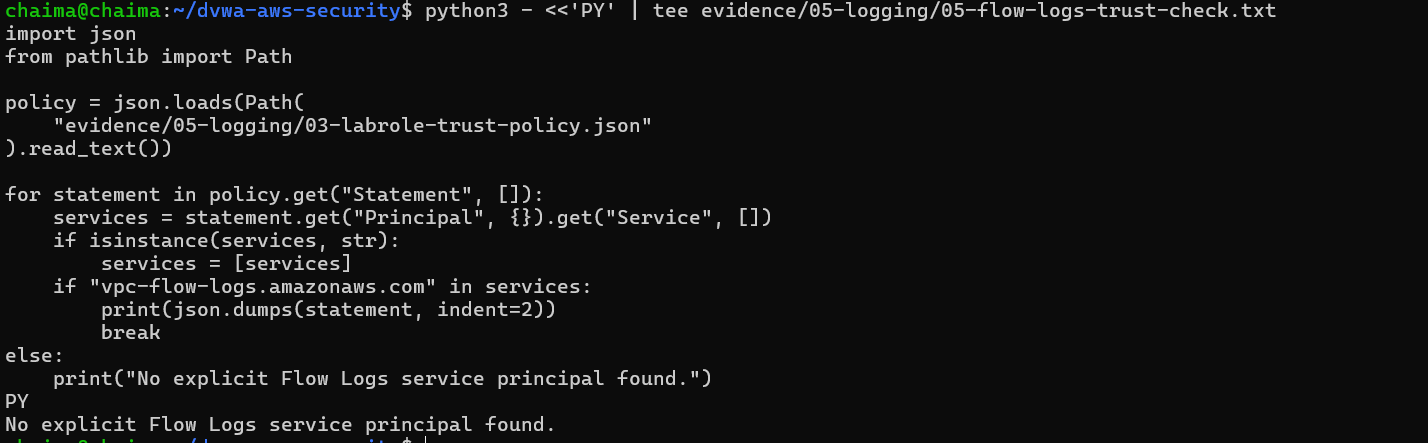 chaima@chaima:~/dvwa-aws-security$ python3 - <<'PY' | tee evidence/05-logging/05-flow-logs-trust-check.txt
import json
from pathlib import Path

policy = json.loads(Path(
    "evidence/05-logging/03-labrole-trust-policy.json"
).read_text())

for statement in policy.get("Statement", []):
    services = statement.get("Principal", {}).get("Service", [])
    if isinstance(services, str):
        services = [services]
    if "vpc-flow-logs.amazonaws.com" in services:
        print(json.dumps(statement, indent=2))
        break
else:
    print("No explicit Flow Logs service principal found.")
PY
No explicit Flow Logs service principal found.